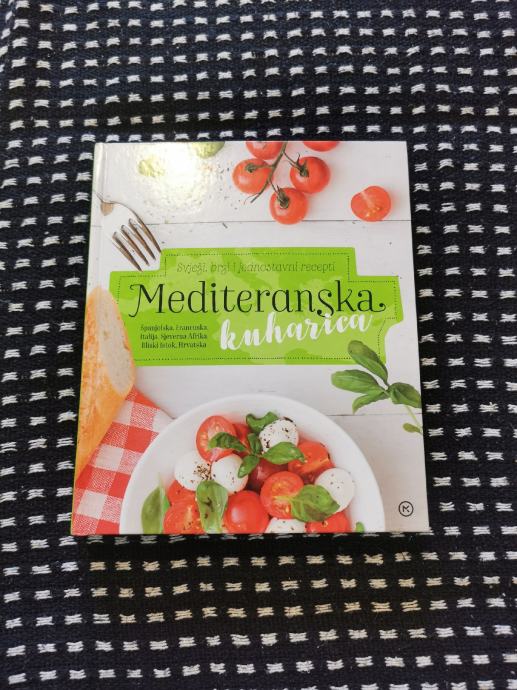 Svježi, brzi i jednostavni recepti
Mediteranska
kuharica
Španjolska, Francuska,
Italija, Sjeverna Afrika
Bliski istok, Hrvatska
M